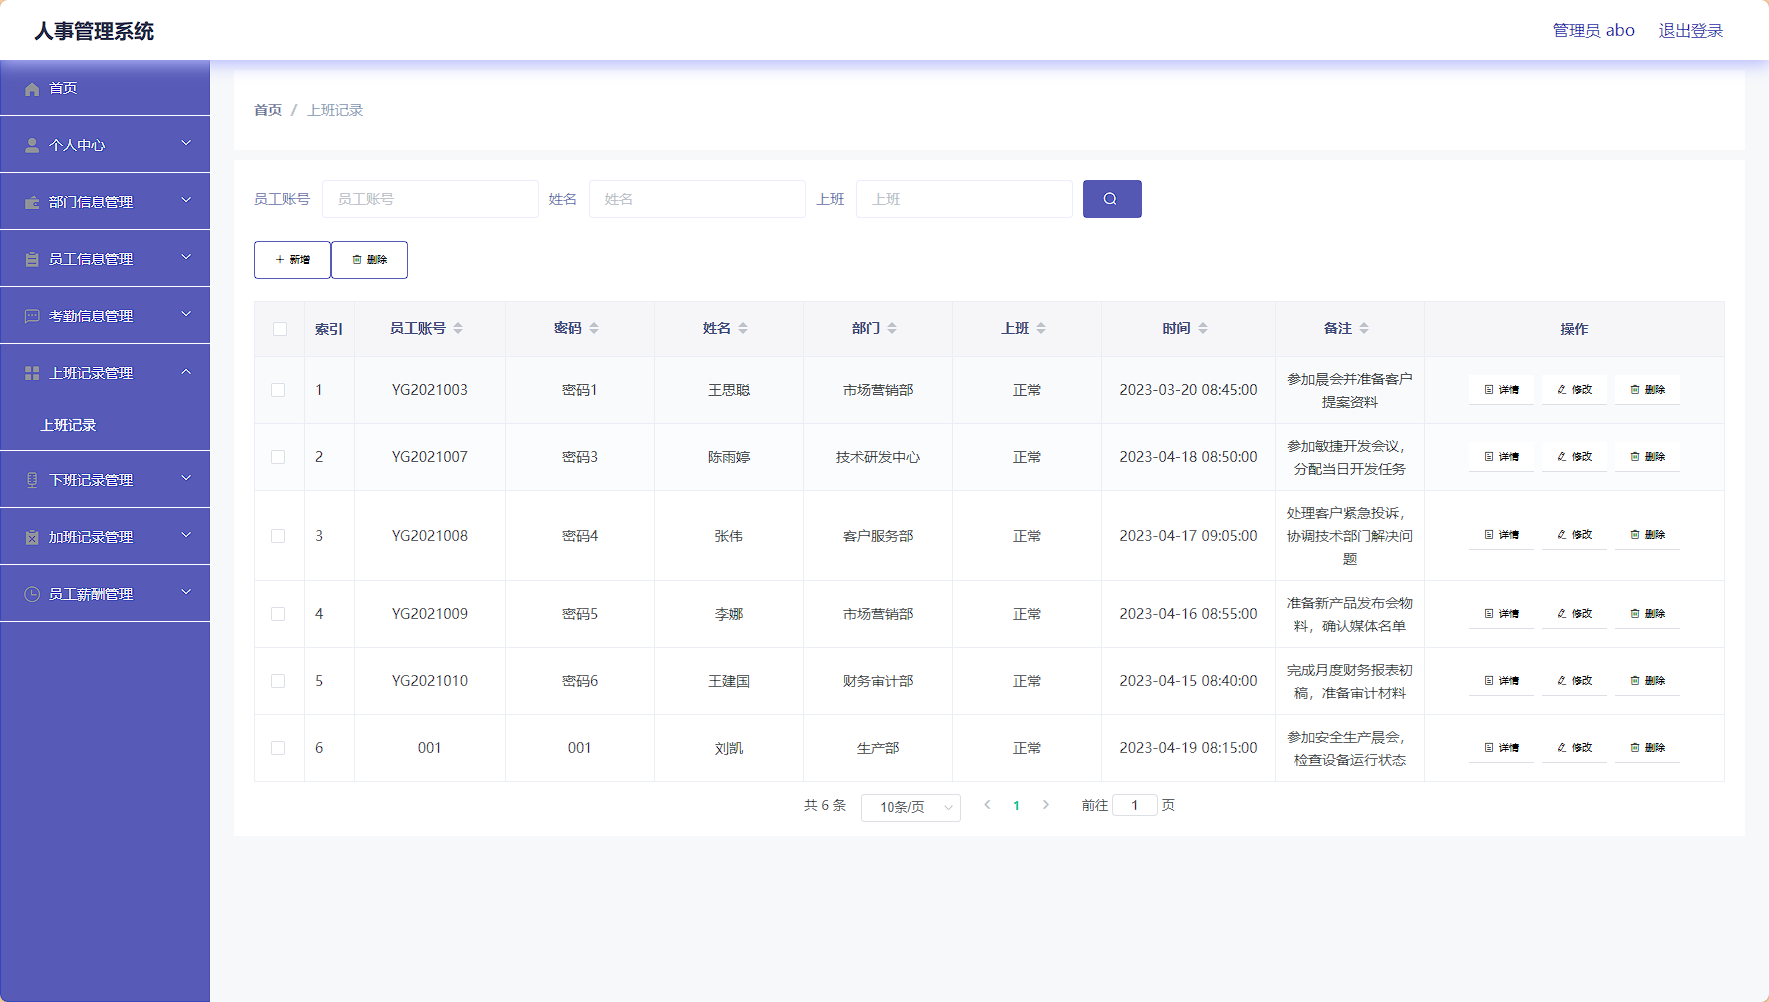 人事管理系统
管理员 abo 退出登录
首页
个人中心
部门信息管理
员工信息管理
考勤信息管理
上班记录管理
上班记录
下班记录管理
加班记录管理
员工薪酬管理
首页 / 上班记录
员工账号 员工账号 姓名 姓名 上班 上班
新增 删除
索引 员工账号 密码 姓名 部门 上班 时间 备注 操作
1 YG2021003 密码1 王思聪 市场营销部 正常 2023-03-20 08:45:00 参加晨会并准备客户 详情 修改 删除
提案资料
2 YG2021007 密码3 陈雨婷 技术研发中心 正常 2023-04-18 08:50:00 参加敏捷开发会议， 详情 修改 删除
分配当日开发任务
3 YG2021008 密码4 张伟 客户服务部 正常 2023-04-17 09:05:00 处理客户紧急投诉， 详情 修改 删除
协调技术部门解决问
题
4 YG2021009 密码5 李娜 市场营销部 正常 2023-04-16 08:55:00 准备新产品发布会物 详情 修改 删除
料，确认媒体名单
5 YG2021010 密码6 王建国 财务审计部 正常 2023-04-15 08:40:00 完成月度财务报表初 详情 修改 删除
稿，准备审计材料
6 001 001 刘凯 生产部 正常 2023-04-19 08:15:00 参加安全生产晨会， 详情 修改 删除
检查设备运行状态
共 6 条 10条/页 1 前往 1 页